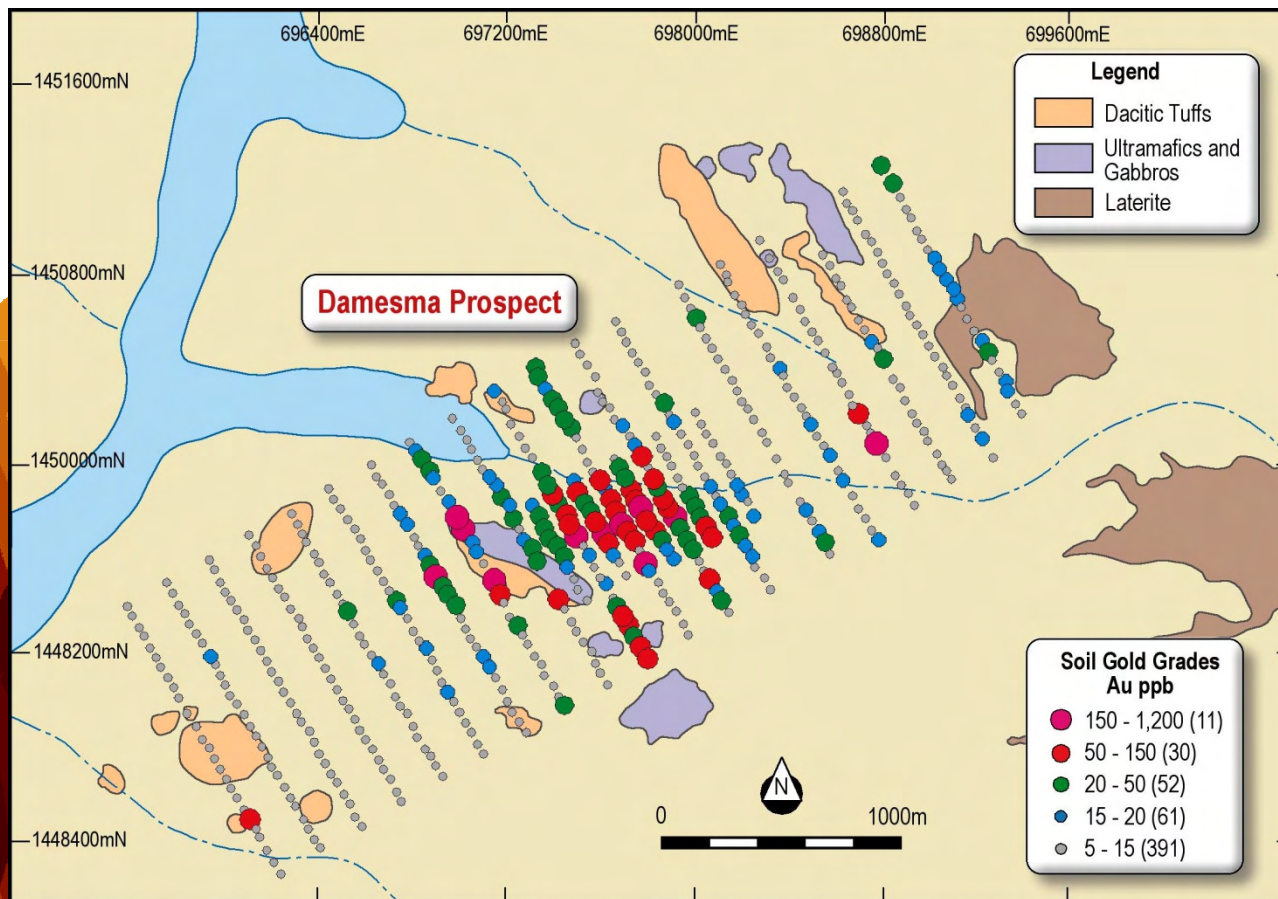 696400mE 697200mE 698000mE 698800mE 699600mE
1451600mN
Legend
Dacitic Tuffs
Ultramafics and
Gabbros
Laterite
1450800mN
Damesma Prospect
1450000mN
1448200mN
Soil Gold Grades
Au ppb
150 - 1,200 (11)
50 - 150 (30)
20 - 50 (52)
15 - 20 (61)
5 - 15 (391)
N
0 1000m
1448400mN